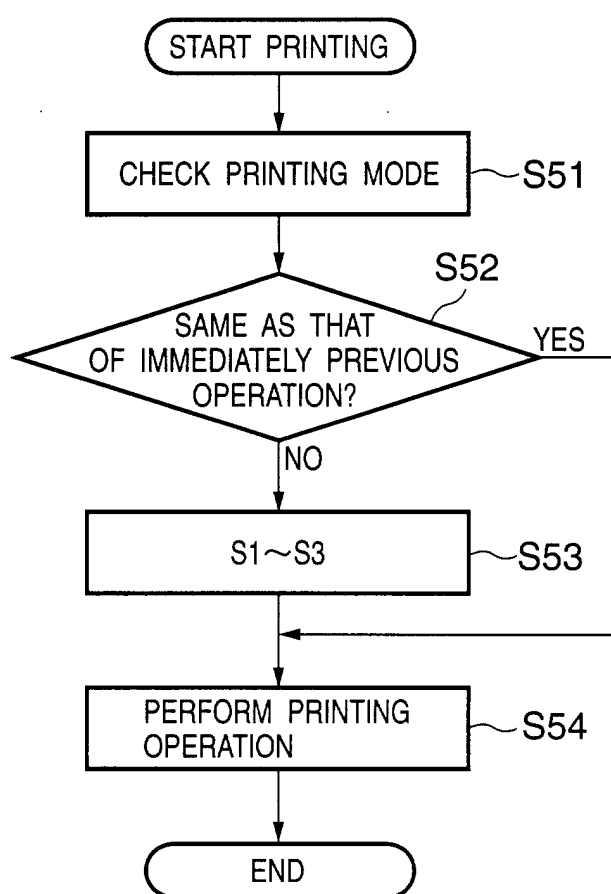 START PRINTING
CHECK PRINTING MODE
S51
S52
SAME AS THAT
OF IMMEDIATELY PREVIOUS
OPERATION?
YES
NO
S1～S3
S53
PERFORM PRINTING
OPERATION
S54
END